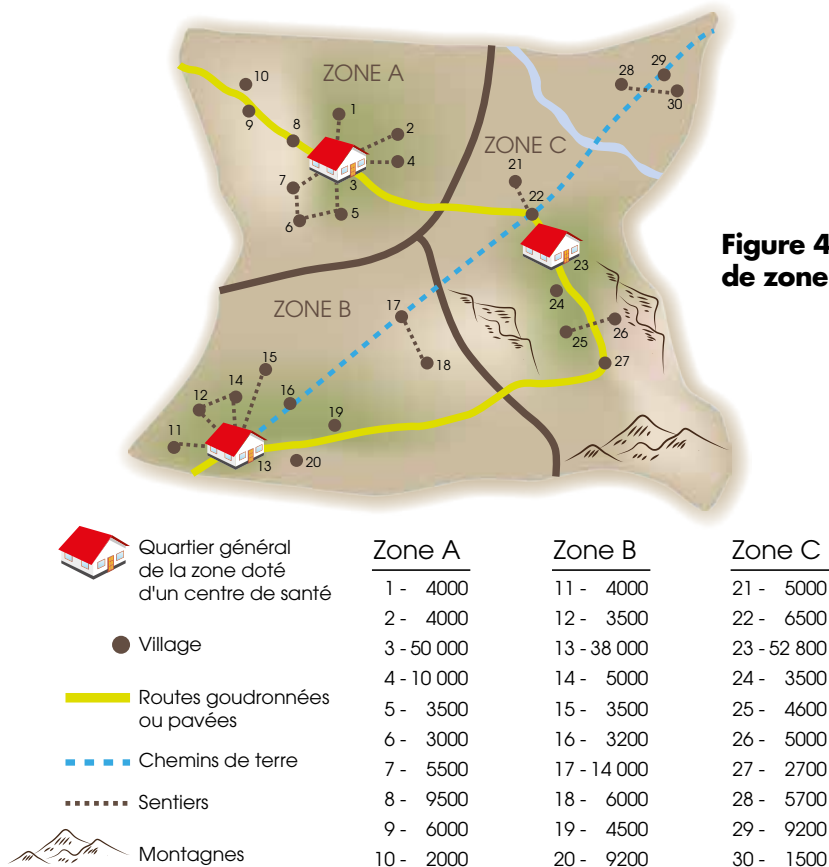 ZONE A
10
9
8
1
2
4
3
7
6
5
ZONE C
28
29
30
21
22
23
24
25
26
27
Figure 4
de zone
ZONE B
17
18
15
14
12
11
16
19
13
20
Quartier général
de la zone doté
d'un centre de santé
Village
Routes goudronnées
ou pavées
Chemins de terre
Sentiers
Montagnes
Zone A
1 - 4000
2 - 4000
3 - 50 000
4 - 10 000
5 - 3500
6 - 3000
7 - 5500
8 - 9500
9 - 6000
10 - 2000
Zone B
11 - 4000
12 - 3500
13 - 38 000
14 - 5000
15 - 3500
16 - 3200
17 - 14 000
18 - 6000
19 - 4500
20 - 9200
Zone C
21 - 5000
22 - 6500
23 - 52 800
24 - 3500
25 - 4600
26 - 5000
27 - 2700
28 - 5700
29 - 9200
30 - 1500